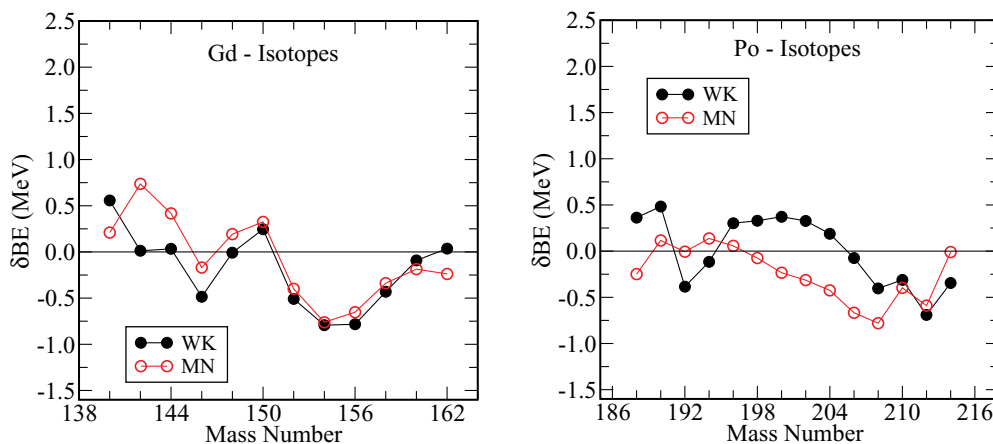 Gd - Isotopes
δBE (MeV)
2.5
2.0
1.5
1.0
0.5
0.0
-0.5
-1.0
-1.5
WK
MN
138
144
150
156
162
Mass Number
Po - Isotopes
δBE (MeV)
2.5
2.0
1.5
1.0
0.5
0.0
-0.5
-1.0
-1.5
WK
MN
186
192
198
204
210
216
Mass Number